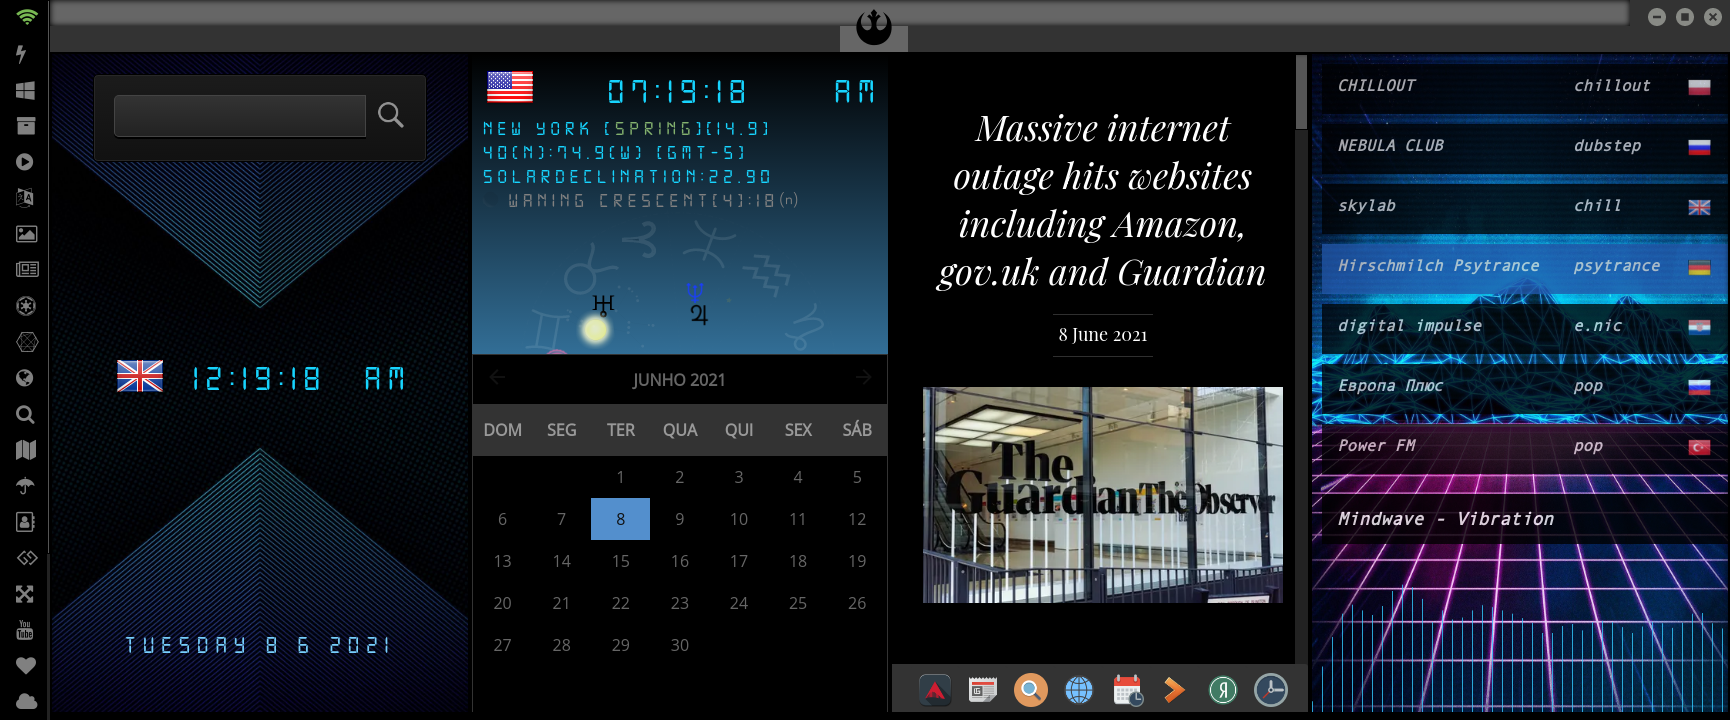 12:19:18 AM
TUESDAY 8 6 2021
07:19:18 AM
NEW YORK [SPRING][14.9]
40(N):74.9(W) [GMT-5]
SOLARDECLINATION:22.90
WANING CRESCENT[4]:18(n)
JUNHO 2021
DOM SEG TER QUA QUI SEX SÁB
1 2 3 4 5
6 7 8 9 10 11 12
13 14 15 16 17 18 19
20 21 22 23 24 25 26
27 28 29 30
Massive internet
outage hits websites
including Amazon,
gov.uk and Guardian
8 June 2021
The
Guardian The Observer
CHILLOUT chillout
NEBULA CLUB dubstep
skylab chill
Hirschmilch Psytrance psytrance
digital impulse e.nic
Европа Плюс pop
Power FM pop
Mindwave - Vibration
You
Tube
Я